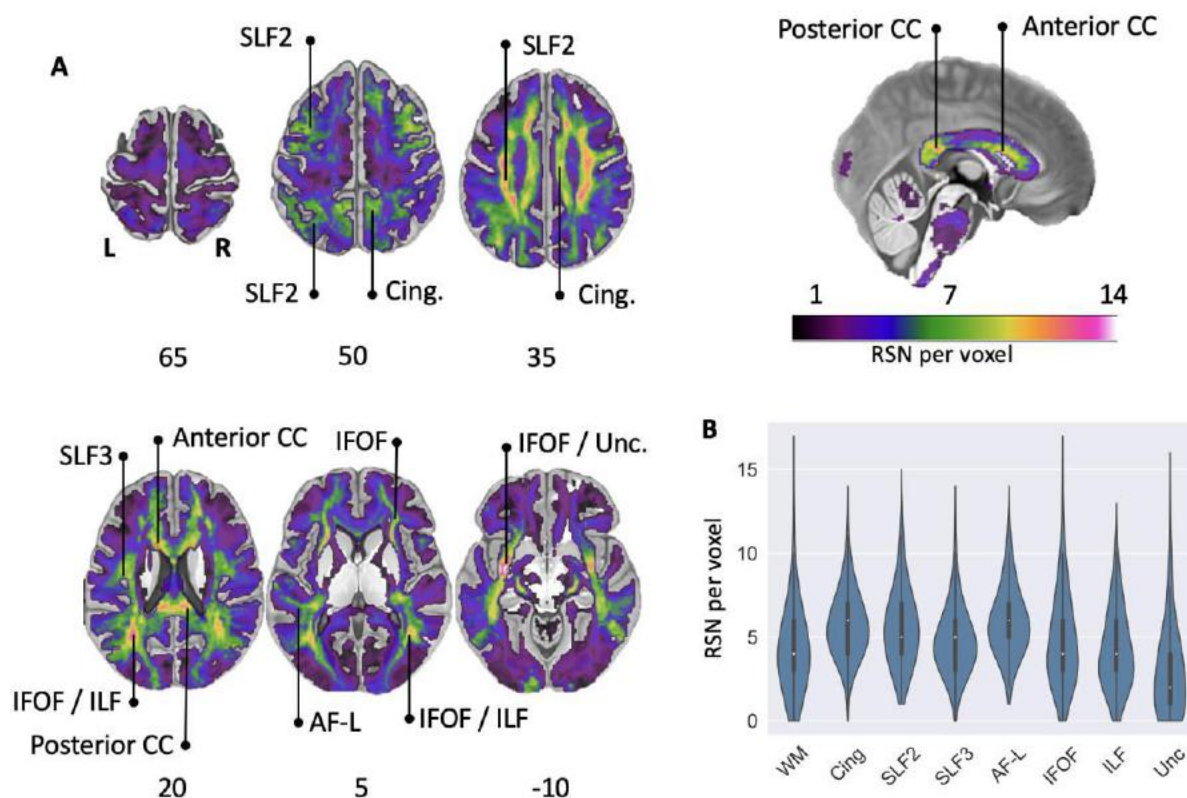 Posterior CC
Anterior CC
SLF2
A
SLF2
L
R
SLF2
Cing.
Cing.
1 7 14
RSN per voxel
65 50 35
Anterior CC
SLF3
IFOF
IFOF / Unc.
IFOF / ILF
Posterior CC
AF-L
IFOF / ILF
20 5 -10
B
RSN per voxel
15
10
5
0
WM Cing SLF2 SLF3 AF-L IFOF ILF Unc